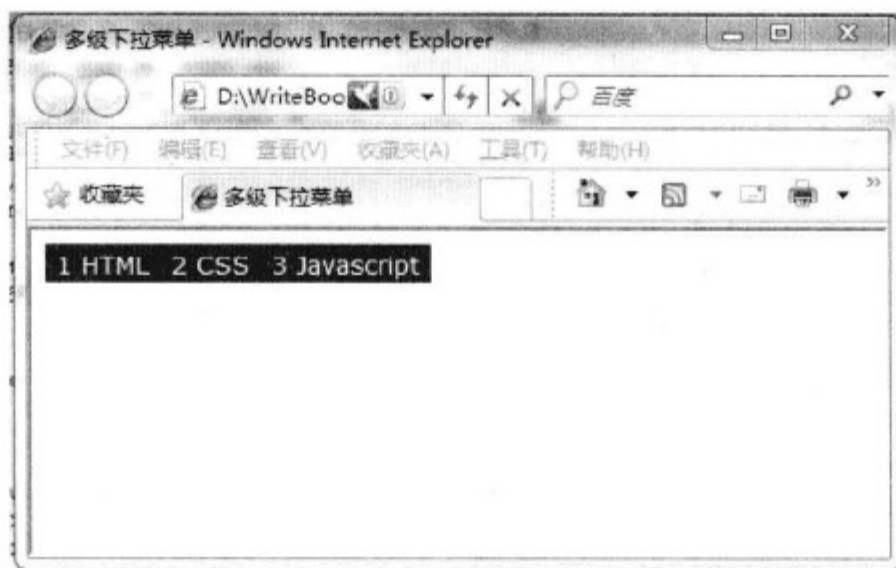 多级下拉菜单 - Windows Internet Explorer
D:\WriteBoo 百度
文件(F) 编辑(E) 查看(V) 收藏夹(A) 工具(T) 帮助(H)
收藏夹 多级下拉菜单
1 HTML 2 CSS 3 Javascript